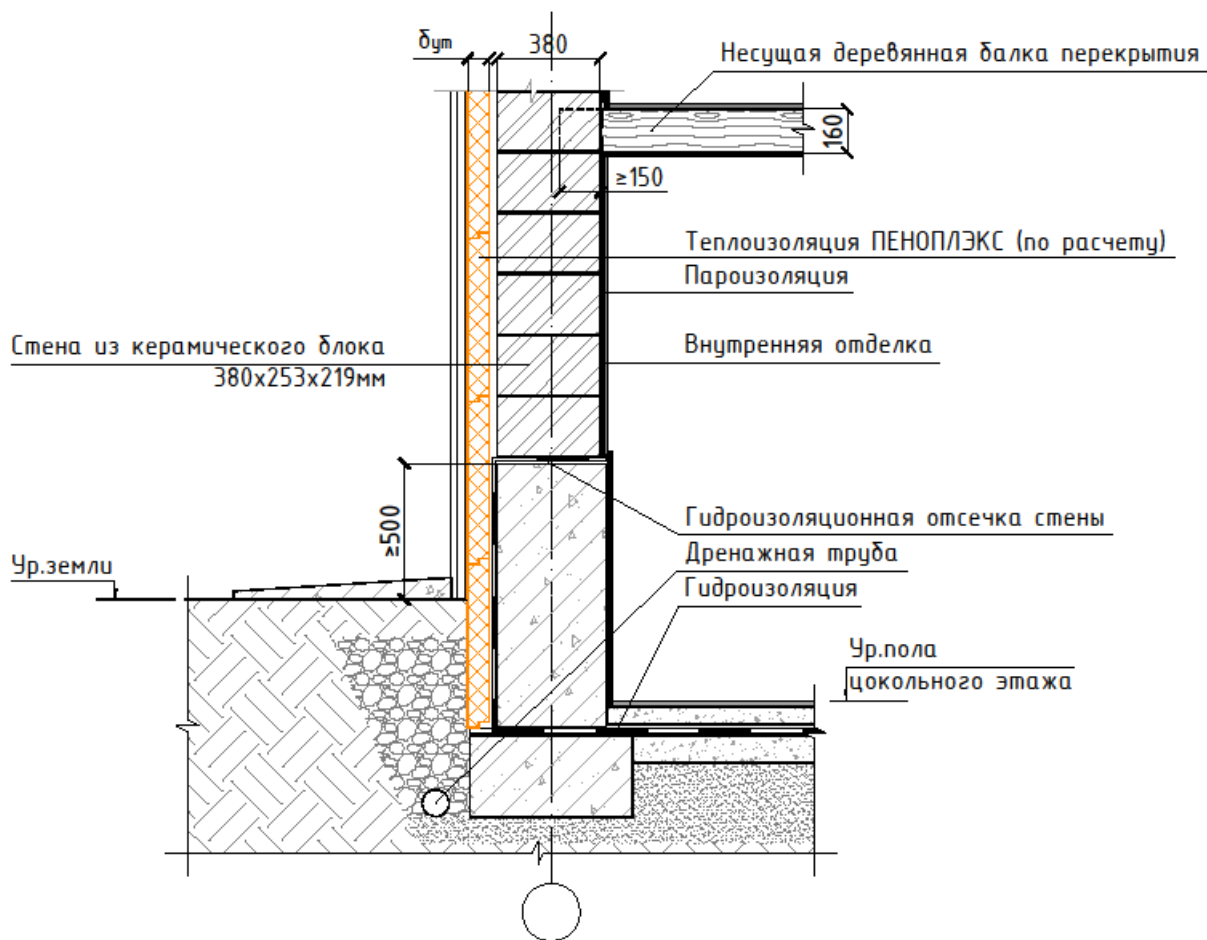 δут
380
Несущая деревянная балка перекрытия
160
≥150
Теплоизоляция ПЕНОПЛЭКС (по расчету)
Пароизоляция
Стена из керамического блока
380х253х219мм
Внутренняя отделка
≥500
Гидроизоляционная отсечка стены
Дренажная труба
Гидроизоляция
Ур.земли
Ур.пола
цокольного этажа